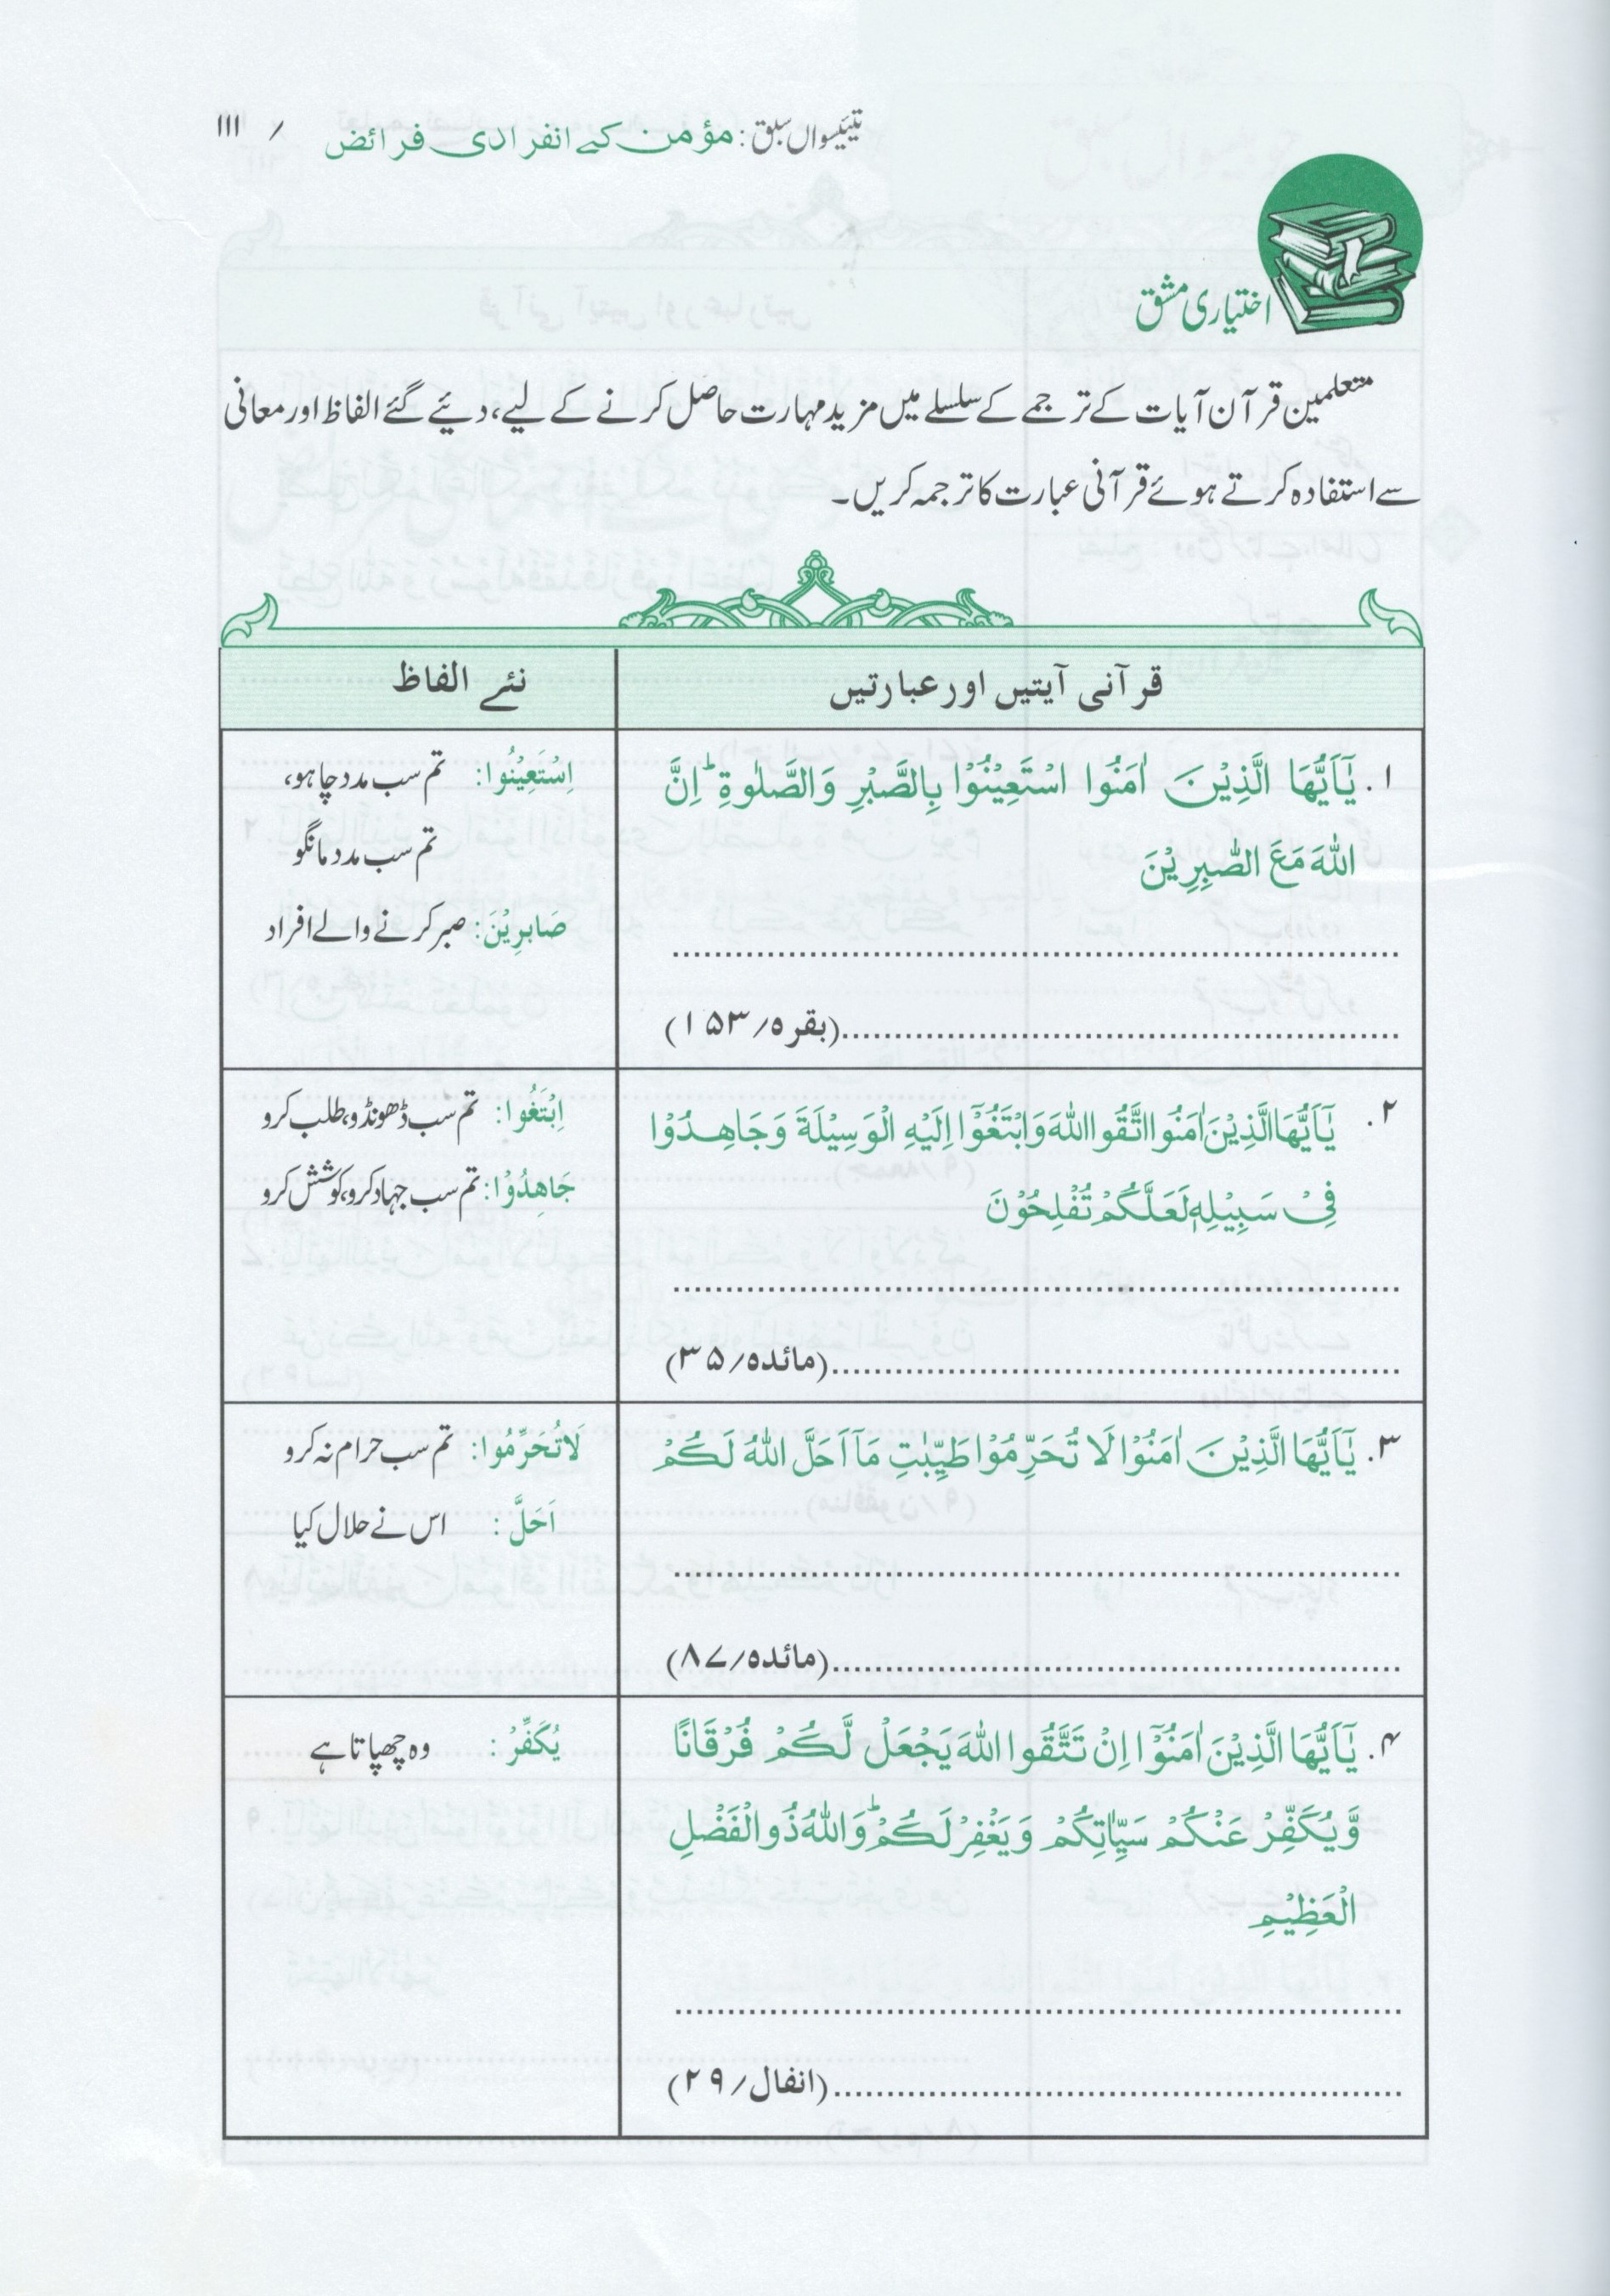 تیئیسواں سبق: مؤمن کے انفرادی فرائض / ۱۱۱
اختیاری مشق
متعلمین قرآن آیات کے ترجمے کے سلسلے میں مزید مہارت حاصل کرنے کے لیے، دیئے گئے الفاظ اور معانی
سے استفادہ کرتے ہوئے قرآنی عبارت کا ترجمہ کریں۔
قرآنی آیتیں اور عبارتیں
نئے الفاظ
۱. يٰٓاَيُّهَا الَّذِيْنَ اٰمَنُوا اسْتَعِيْنُوْا بِالصَّبْرِ وَالصَّلٰوةِ ؕ اِنَّ
اللّٰهَ مَعَ الصّٰبِرِيْنَ
........................................
........................................(بقرہ/۱۵۳)
اِسْتَعِيْنُوا: تم سب مدد چاہو،
تم سب مدد مانگو
صَابِرِيْنَ: صبر کرنے والے افراد
۲. يٰٓاَيُّهَا الَّذِيْنَ اٰمَنُوا اتَّقُوا اللّٰهَ وَابْتَغُوْٓا اِلَيْهِ الْوَسِيْلَةَ وَجَاهِدُوْا
فِيْ سَبِيْلِهٖ لَعَلَّكُمْ تُفْلِحُوْنَ
........................................
........................................(مائدہ/۳۵)
اِبْتَغُوا: تم سب ڈھونڈو، طلب کرو
جَاهِدُوْا: تم سب جہاد کرو، کوشش کرو
۳. يٰٓاَيُّهَا الَّذِيْنَ اٰمَنُوْا لَا تُحَرِّمُوْا طَيِّبٰتِ مَآ اَحَلَّ اللّٰهُ لَكُمْ
........................................
........................................(مائدہ/۸۷)
لَاتُحَرِّمُوا: تم سب حرام نہ کرو
اَحَلَّ: اس نے حلال کیا
۴. يٰٓاَيُّهَا الَّذِيْنَ اٰمَنُوْٓا اِنْ تَتَّقُوا اللّٰهَ يَجْعَلْ لَّكُمْ فُرْقَانًا
وَّيُكَفِّرْ عَنْكُمْ سَيِّاٰتِكُمْ وَيَغْفِرْ لَكُمْ ؕ وَاللّٰهُ ذُو الْفَضْلِ
الْعَظِيْمِ
........................................
........................................(انفال/۲۹)
يُكَفِّرْ: وہ چھپاتا ہے